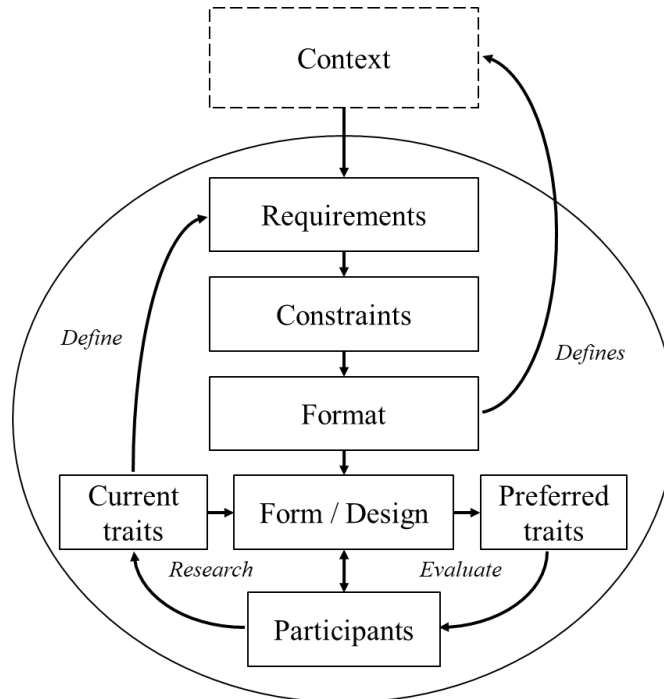 Context
Requirements
Constraints
Define
Defines
Format
Current
traits
Form / Design
Preferred
traits
Research
Evaluate
Participants